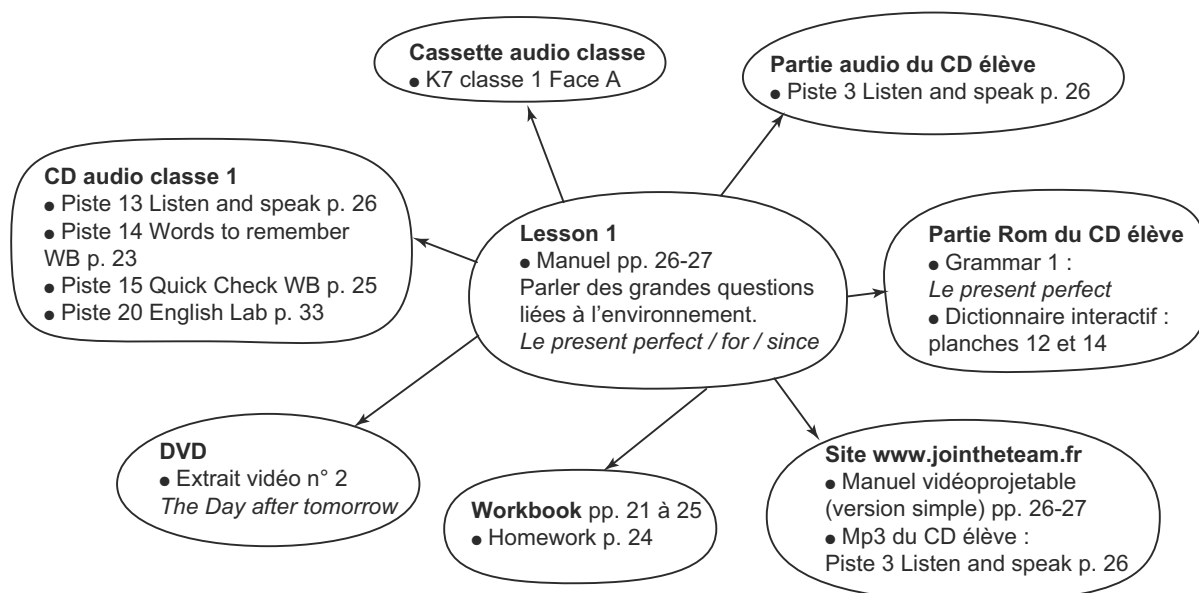 Cassette audio classe
● K7 classe 1 Face A
Partie audio du CD élève
● Piste 3 Listen and speak p. 26
CD audio classe 1
● Piste 13 Listen and speak p. 26
● Piste 14 Words to remember
WB p. 23
● Piste 15 Quick Check WB p. 25
● Piste 20 English Lab p. 33
Lesson 1
● Manuel pp. 26-27
Parler des grandes questions
liées à l'environnement.
Le present perfect / for / since
Partie Rom du CD élève
● Grammar 1 :
Le present perfect
● Dictionnaire interactif :
planches 12 et 14
DVD
● Extrait vidéo n° 2
The Day after tomorrow
Workbook pp. 21 à 25
● Homework p. 24
Site www.jointheteam.fr
● Manuel vidéoprojetable
(version simple) pp. 26-27
● Mp3 du CD élève :
Piste 3 Listen and speak p. 26